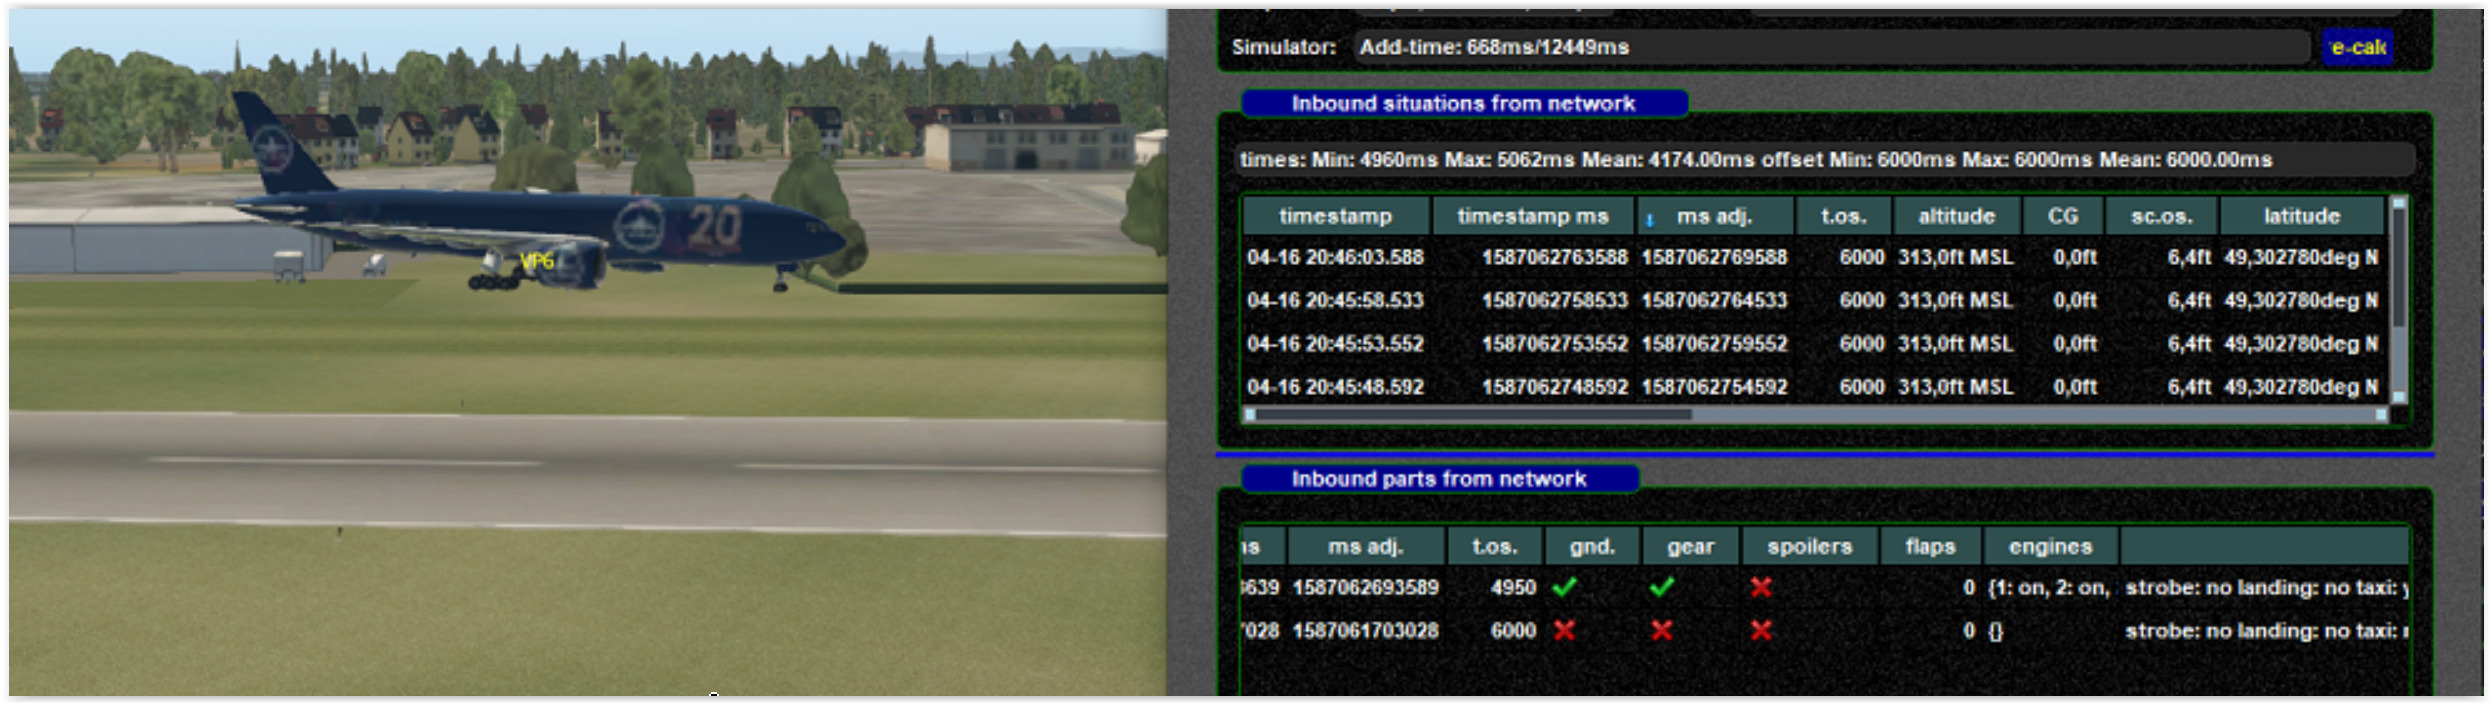 20
VP6
Simulator: Add-time: 668ms/12449ms
e-calc
Inbound situations from network
times: Min: 4960ms Max: 5062ms Mean: 4174.00ms offset Min: 6000ms Max: 6000ms Mean: 6000.00ms
timestamp timestamp ms ms adj. t.os. altitude CG sc.os. latitude
04-16 20:46:03.588 1587062763588 1587062769588 6000 313,0ft MSL 0,0ft 6,4ft 49,302780deg N
04-16 20:45:58.533 1587062758533 1587062764533 6000 313,0ft MSL 0,0ft 6,4ft 49,302780deg N
04-16 20:45:53.552 1587062753552 1587062759552 6000 313,0ft MSL 0,0ft 6,4ft 49,302780deg N
04-16 20:45:48.592 1587062748592 1587062754592 6000 313,0ft MSL 0,0ft 6,4ft 49,302780deg N
Inbound parts from network
ms adj. t.os. gnd. gear spoilers flaps engines
639 1587062693589 4950 0 {1: on, 2: on, strobe: no landing: no taxi:
028 1587061703028 6000 0 {} strobe: no landing: no taxi: